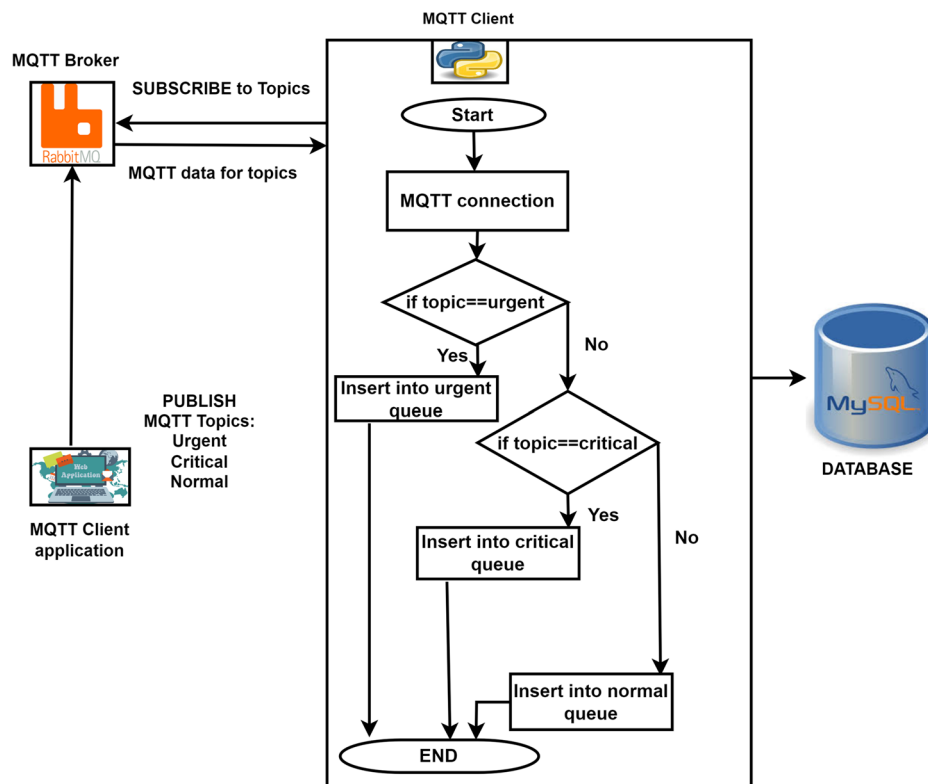 MQTT Client
MQTT Broker
SUBSCRIBE to Topics
RabbitMQ
MQTT data for topics
Start
MQTT connection
if topic==urgent
Yes
No
Insert into urgent
queue
PUBLISH
MQTT Topics:
Urgent
Critical
Normal
if topic==critical
Yes
No
Insert into critical
queue
Insert into normal
queue
END
Web
Application
MQTT Client
application
MySQL
DATABASE